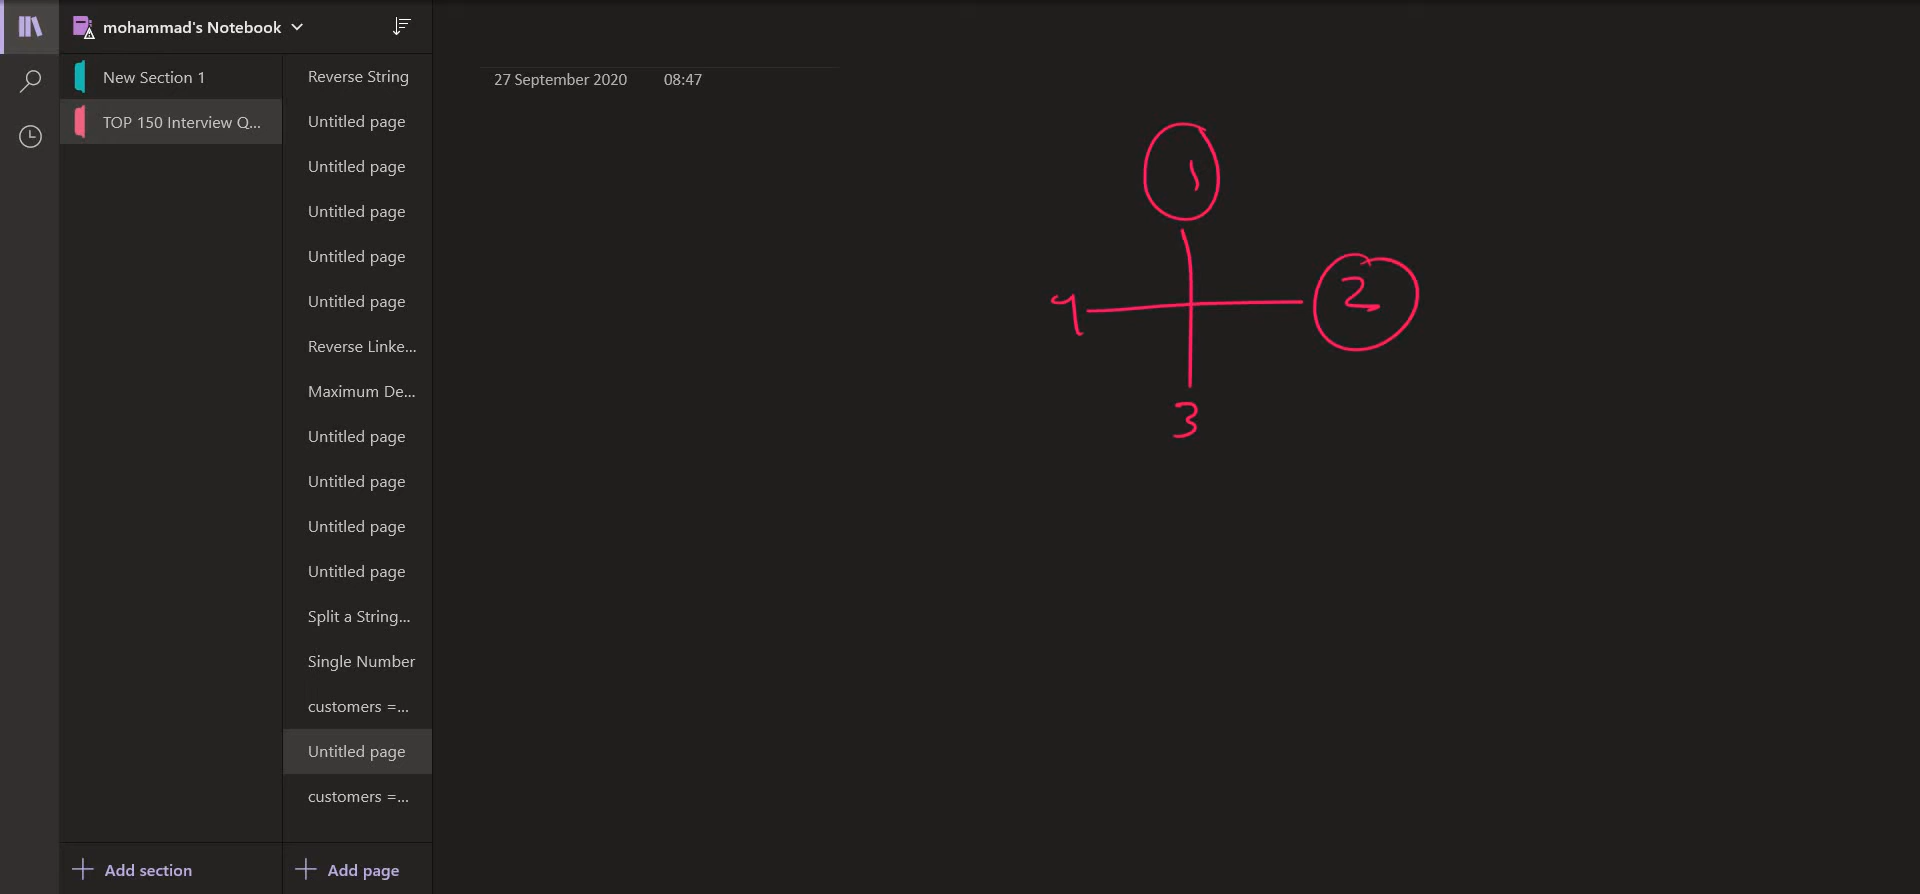 mohammad's Notebook
New Section 1
TOP 150 Interview Q...
Add section
Reverse String
Untitled page
Untitled page
Untitled page
Untitled page
Untitled page
Reverse Linke...
Maximum De...
Untitled page
Untitled page
Untitled page
Untitled page
Split a String...
Single Number
customers =...
Untitled page
customers =...
Add page
27 September 2020 08:47
1
4 2
3